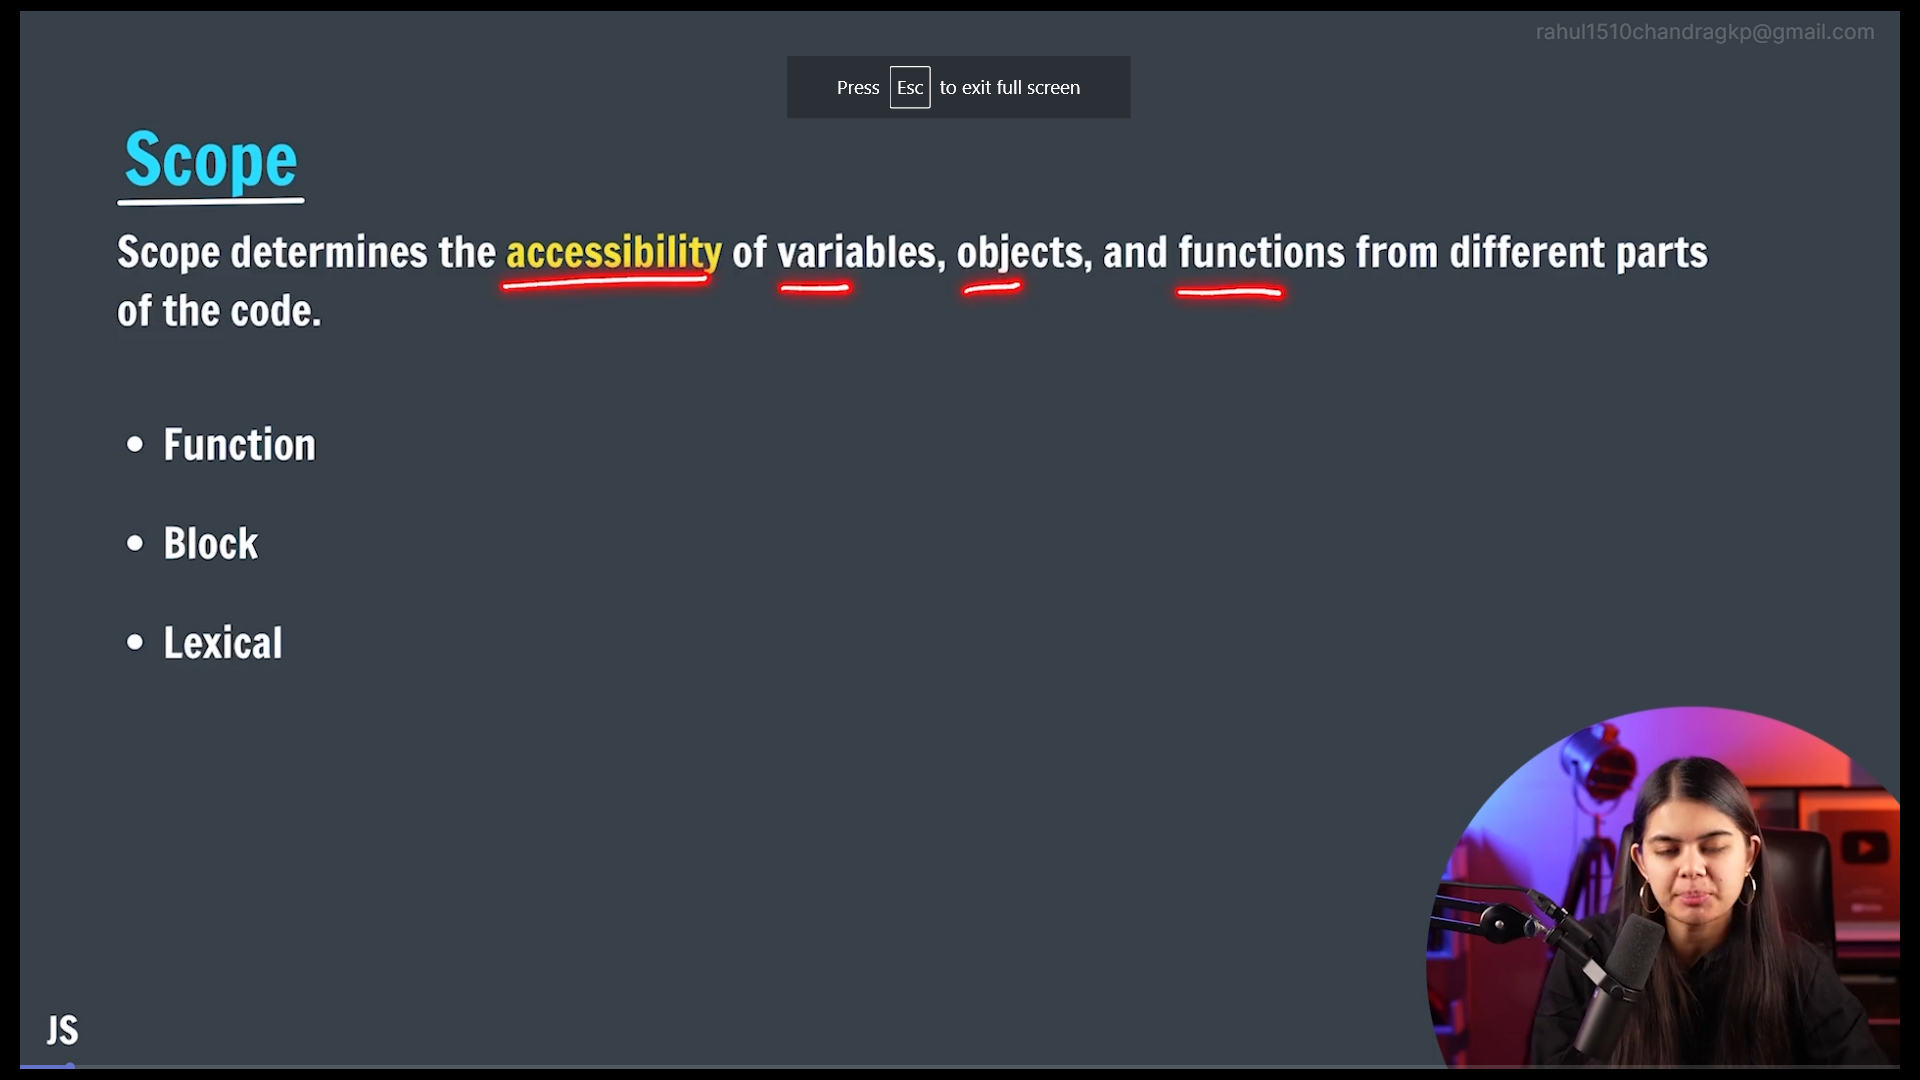 rahul1510chandragkp@gmail.com
Press Esc to exit full screen
Scope
Scope determines the accessibility of variables, objects, and functions from different parts
of the code.
• Function
• Block
• Lexical
JS